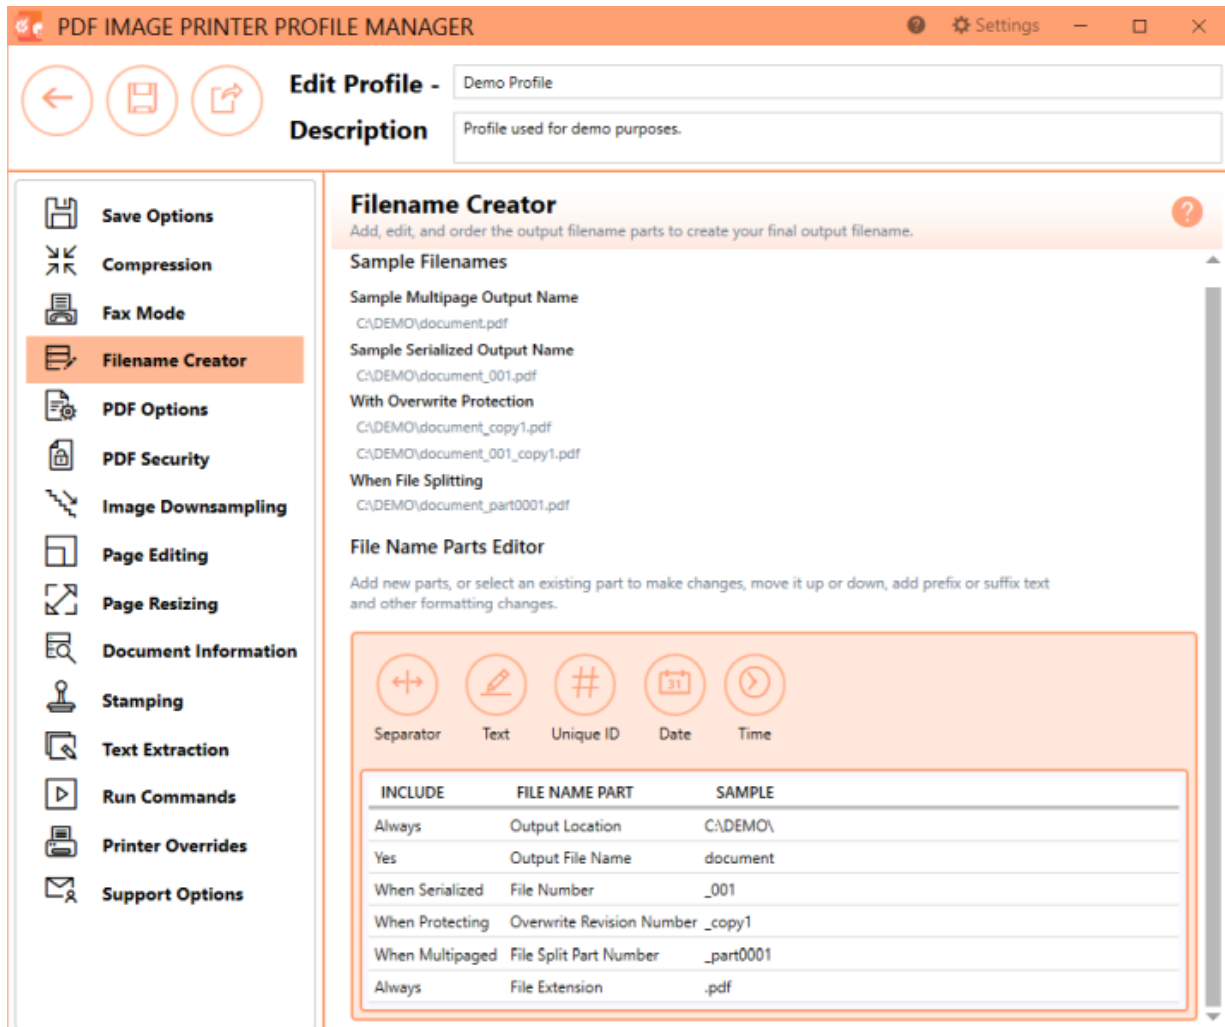 PDF IMAGE PRINTER PROFILE MANAGER
? Settings
Edit Profile - Demo Profile
Description Profile used for demo purposes.
Save Options
Compression
Fax Mode
Filename Creator
PDF Options
PDF Security
Image Downsampling
Page Editing
Page Resizing
Document Information
Stamping
Text Extraction
Run Commands
Printer Overrides
Support Options
Filename Creator
?
Add, edit, and order the output filename parts to create your final output filename.
Sample Filenames
Sample Multipage Output Name
C:\DEMO\document.pdf
Sample Serialized Output Name
C:\DEMO\document_001.pdf
With Overwrite Protection
C:\DEMO\document_copy1.pdf
C:\DEMO\document_001_copy1.pdf
When File Splitting
C:\DEMO\document_part0001.pdf
File Name Parts Editor
Add new parts, or select an existing part to make changes, move it up or down, add prefix or suffix text
and other formatting changes.
31
Separator Text Unique ID Date Time
INCLUDE FILE NAME PART SAMPLE
Always Output Location C:\DEMO\
Yes Output File Name document
When Serialized File Number _001
When Protecting Overwrite Revision Number _copy1
When Multipaged File Split Part Number _part0001
Always File Extension .pdf